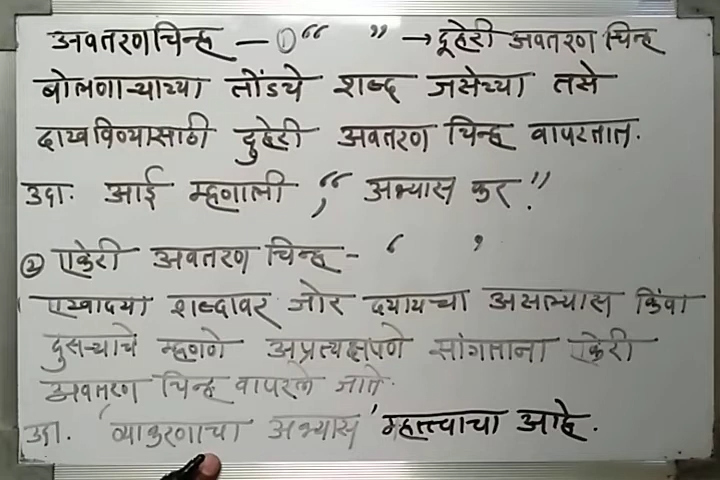 अवतरणचिन्ह — ① “ ” → दूहेरी अवतरण चिन्ह
बोलणाऱ्याच्या तोंडचे शब्द जसेच्या तसे
दाखविण्यासाठी दुहेरी अवतरण चिन्ह वापरतात.
उदा. आई म्हणाली, “ अभ्यास कर.”
② एकेरी अवतरण चिन्ह - ‘ ’
एखादया शब्दावर जोर दयायचा असल्यास किंवा
दुसऱ्याचे म्हणणे अप्रत्यक्षपणे सांगताना एकेरी
अवतरण चिन्ह वापरले जाते.
उदा. ‘व्याकरणाचा अभ्यास’ महत्त्वाचा आहे.